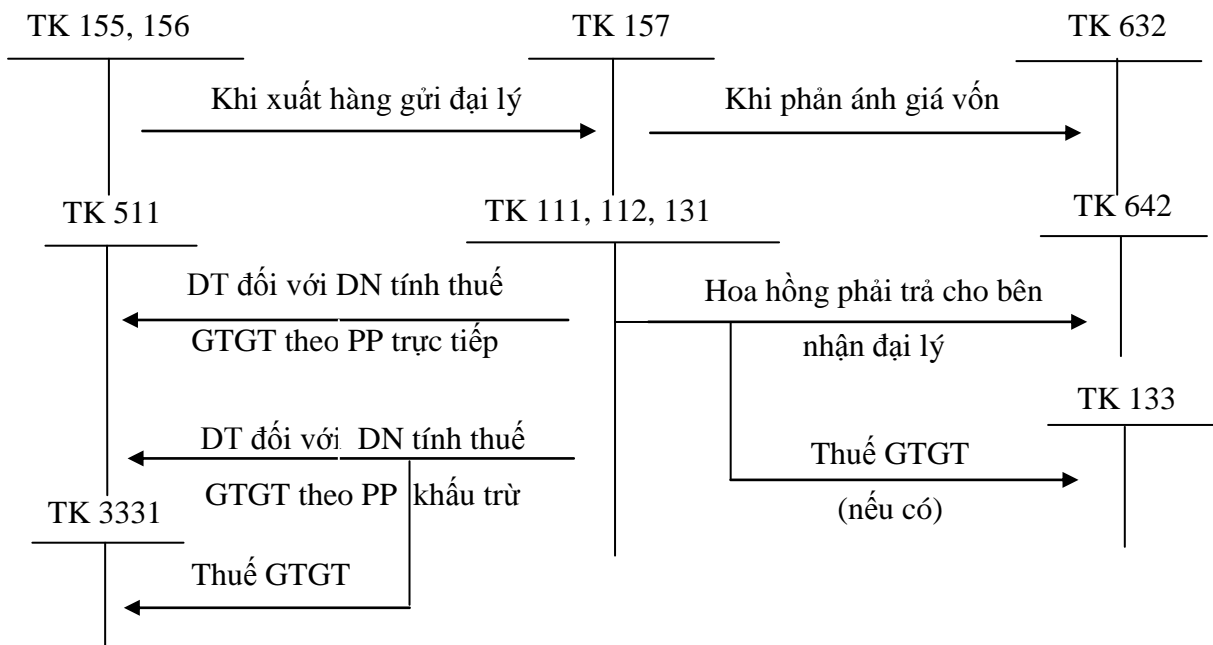 TK 155, 156
TK 157
TK 632
Khi xuất hàng gửi đại lý
Khi phản ánh giá vốn
TK 511
TK 111, 112, 131
TK 642
DT đối với DN tính thuế
GTGT theo PP trực tiếp
Hoa hồng phải trả cho bên
nhận đại lý
TK 133
DT đối với DN tính thuế
GTGT theo PP khấu trừ
Thuế GTGT
(nếu có)
TK 3331
Thuế GTGT